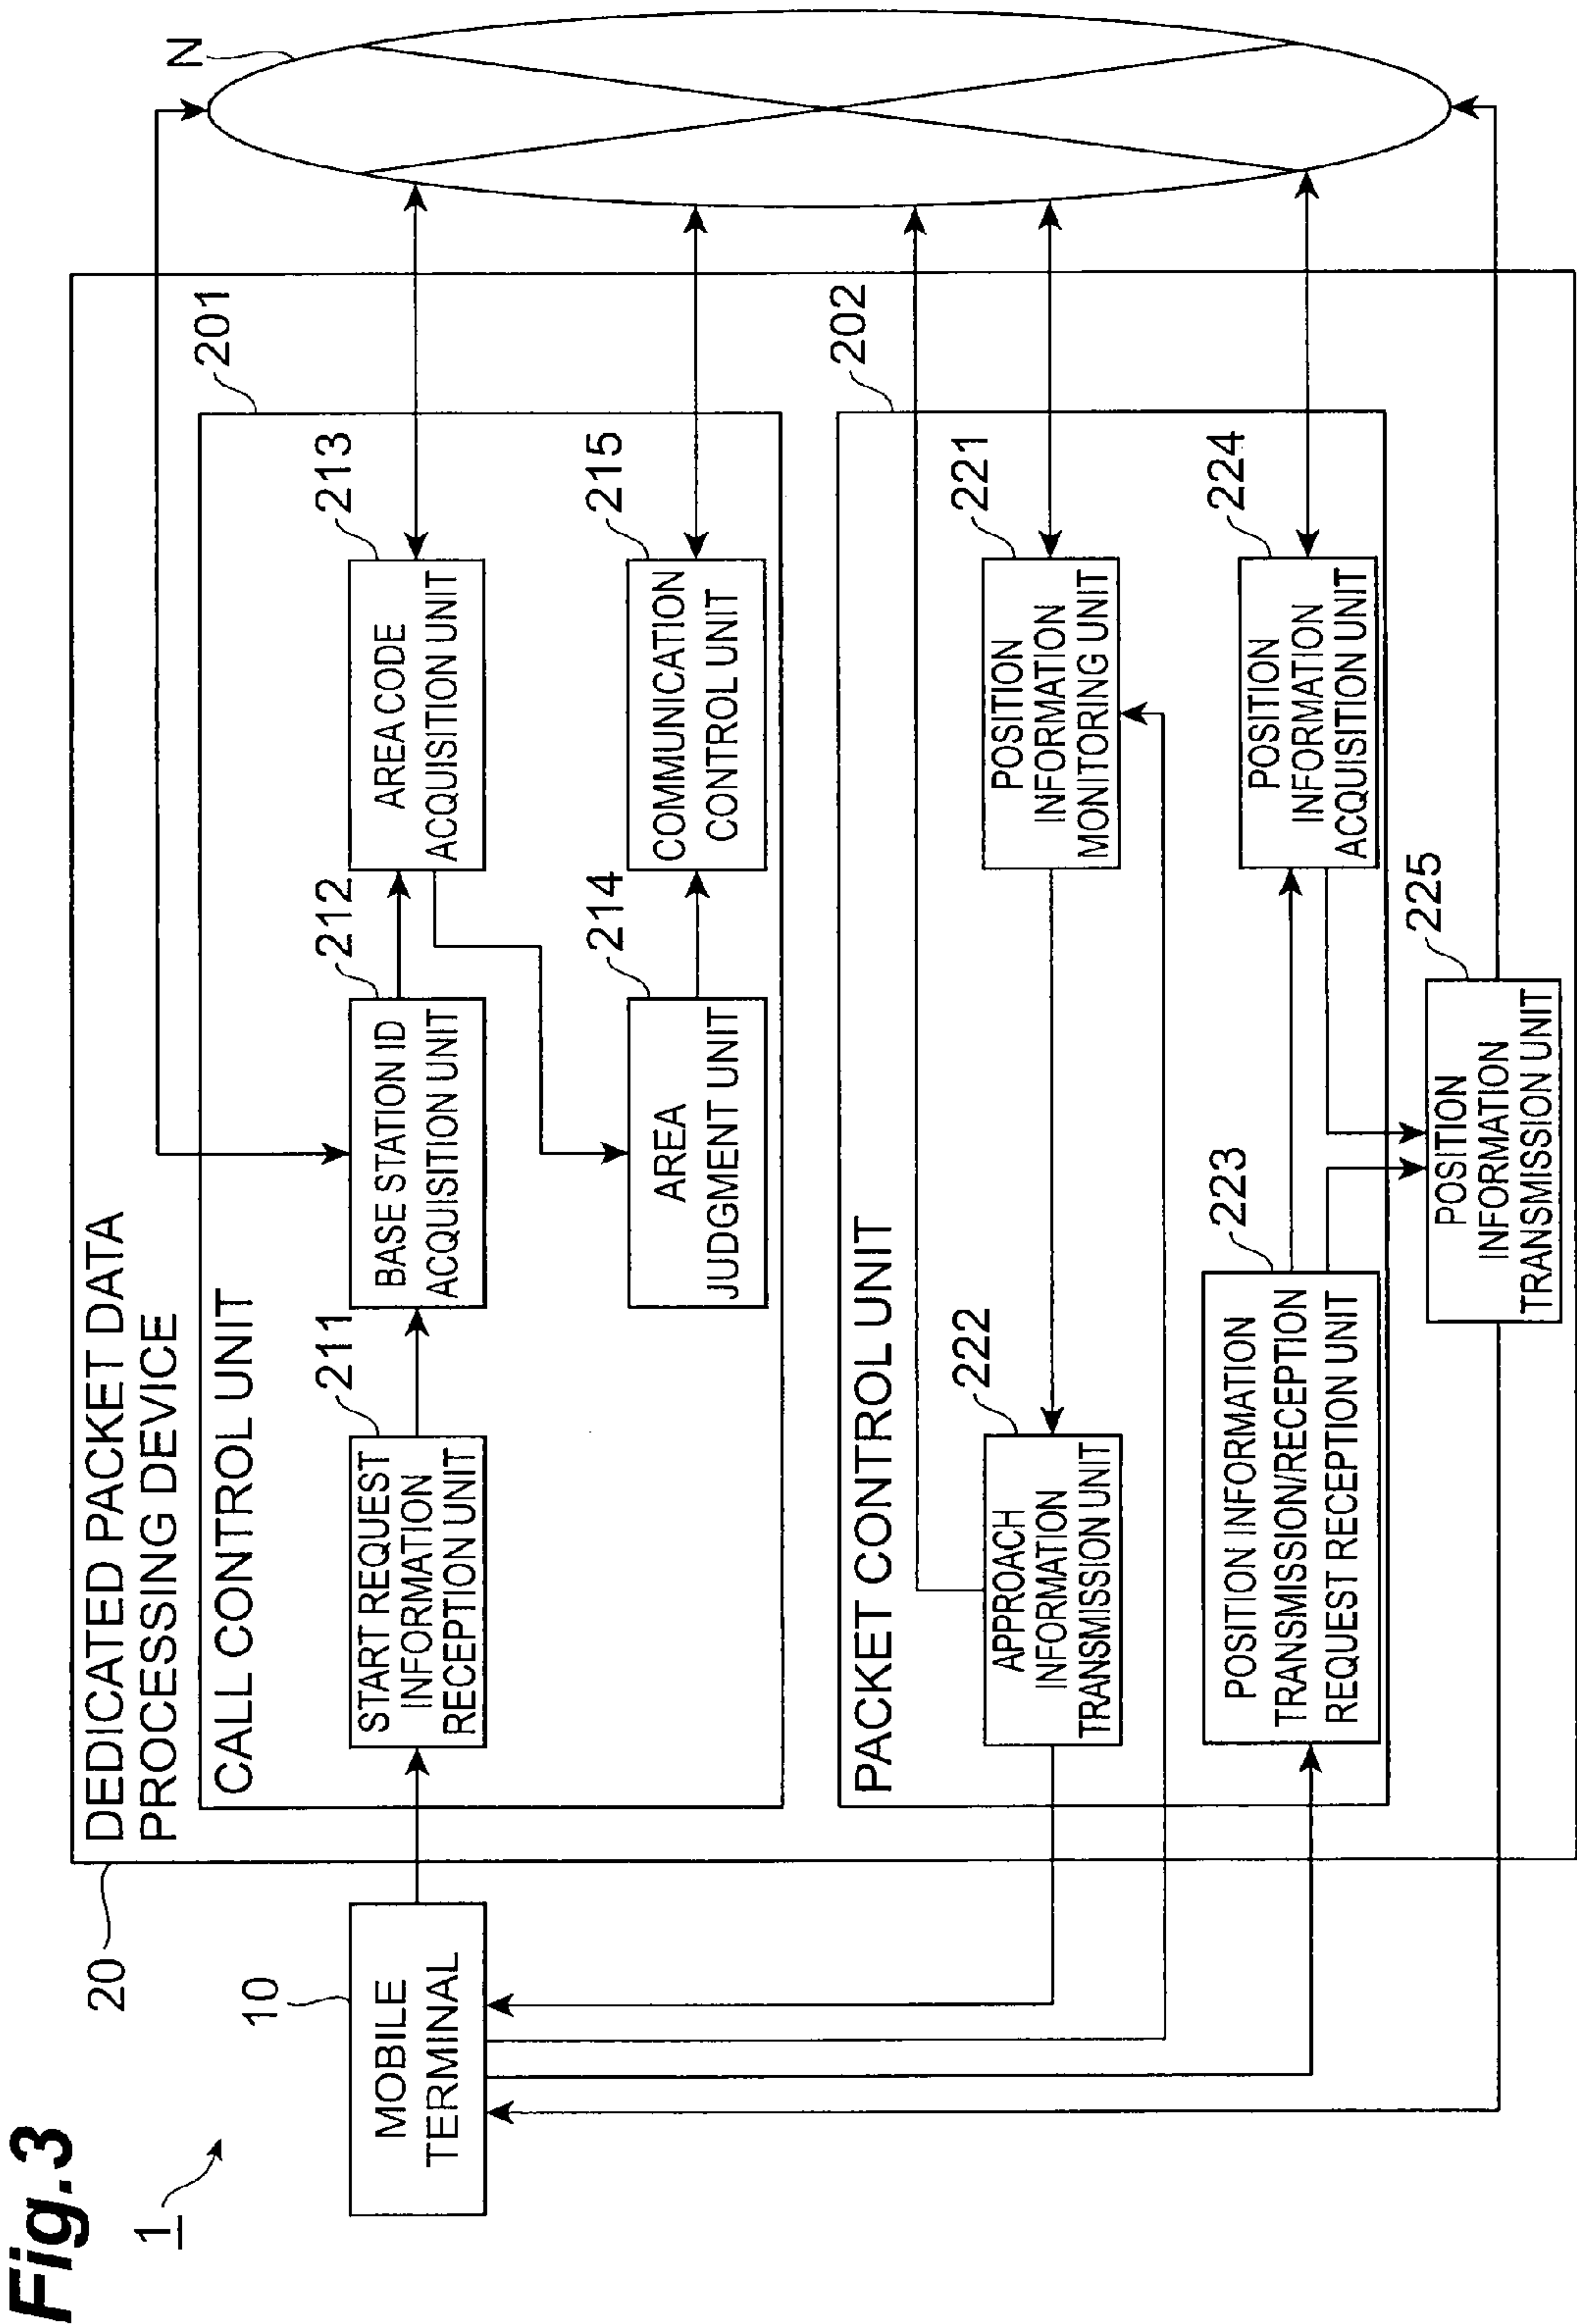 Fig.3
1
20
DEDICATED PACKET DATA
PROCESSING DEVICE
N
10
MOBILE
TERMINAL
CALL CONTROL UNIT
201
211
START REQUEST
INFORMATION
RECEPTION UNIT
212
BASE STATION ID
ACQUISITION UNIT
213
AREA CODE
ACQUISITION UNIT
214
AREA
JUDGMENT UNIT
215
COMMUNICATION
CONTROL UNIT
PACKET CONTROL UNIT
202
222
APPROACH
INFORMATION
TRANSMISSION UNIT
221
POSITION
INFORMATION
MONITORING UNIT
223
POSITION INFORMATION
TRANSMISSION/RECEPTION
REQUEST RECEPTION UNIT
224
POSITION
INFORMATION
ACQUISITION UNIT
225
POSITION
INFORMATION
TRANSMISSION UNIT